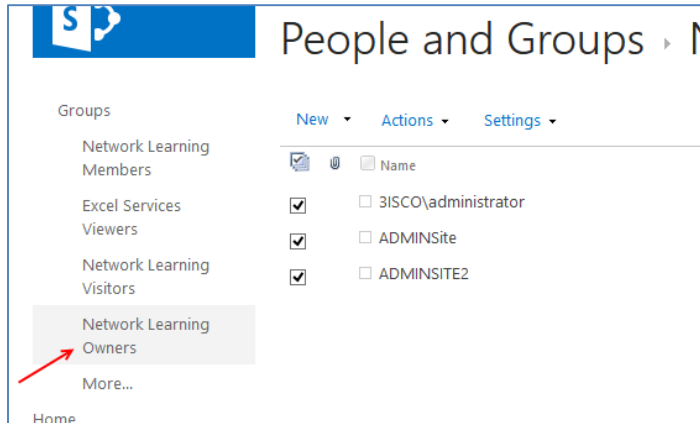 S
People and Groups
Groups
New Actions Settings
Network Learning
Members
Name
Excel Services
Viewers
3ISCO\administrator
ADMINSite
Network Learning
Visitors
ADMINSITE2
Network Learning
Owners
More...
Home